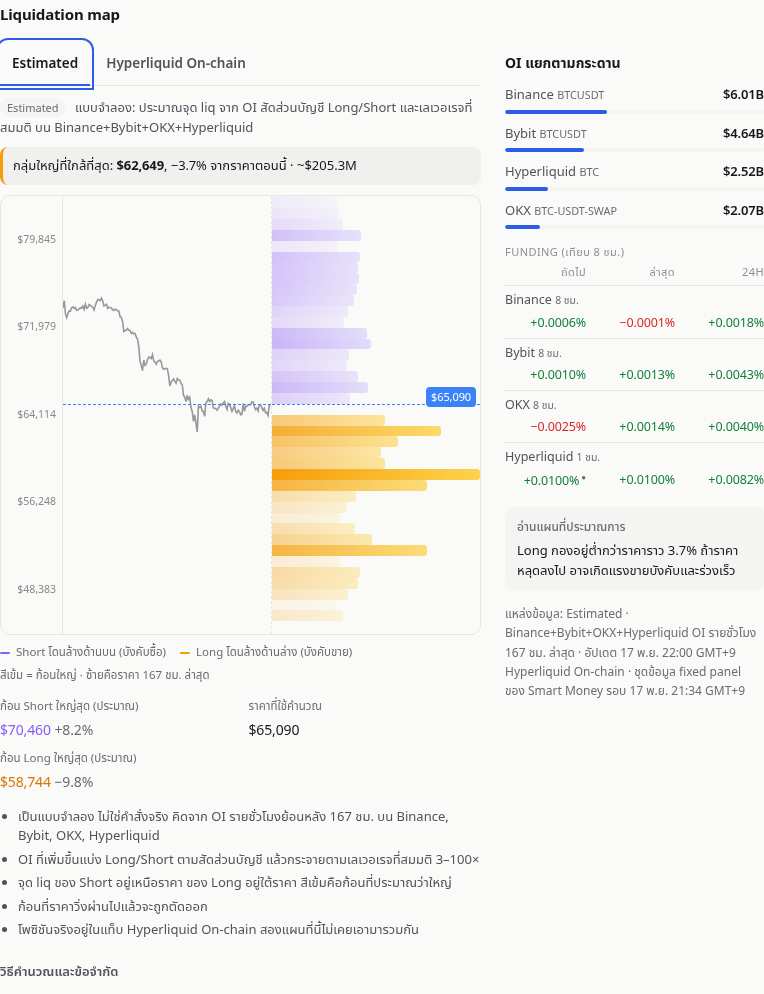 Liquidation map
Estimated
Hyperliquid On-chain
Estimated แบบจำลอง: ประมาณจุด liq จาก OI สัดส่วนบัญชี Long/Short และเลเวอเรจที่
สมมติ บน Binance+Bybit+OKX+Hyperliquid
กลุ่มใหญ่ที่ใกล้ที่สุด: $62,649, −3.7% จากราคาตอนนี้ · ~$205.3M
$79,845
$71,979
$65,090
$64,114
$56,248
$48,383
Short โดนล้างด้านบน (บังคับซื้อ)
Long โดนล้างด้านล่าง (บังคับขาย)
สีเข้ม = ก้อนใหญ่ · ซ้ายคือราคา 167 ชม. ล่าสุด
ก้อน Short ใหญ่สุด (ประมาณ)
$70,460 +8.2%
ราคาที่ใช้คำนวณ
$65,090
ก้อน Long ใหญ่สุด (ประมาณ)
$58,744 −9.8%
• เป็นแบบจำลอง ไม่ใช่คำสั่งจริง คิดจาก OI รายชั่วโมงย้อนหลัง 167 ชม. บน Binance,
Bybit, OKX, Hyperliquid
• OI ที่เพิ่มขึ้นแบ่ง Long/Short ตามสัดส่วนบัญชี แล้วกระจายตามเลเวอเรจที่สมมติ 3–100×
• จุด liq ของ Short อยู่เหนือราคา ของ Long อยู่ใต้ราคา สีเข้มคือก้อนที่ประมาณว่าใหญ่
• ก้อนที่ราคาวิ่งผ่านไปแล้วจะถูกตัดออก
• โพซิชันจริงอยู่ในแท็บ Hyperliquid On-chain สองแผนที่นี้ไม่เคยเอามารวมกัน
วิธีคำนวณและข้อจำกัด
OI แยกตามกระดาน
Binance BTCUSDT $6.01B
Bybit BTCUSDT $4.64B
Hyperliquid BTC $2.52B
OKX BTC-USDT-SWAP $2.07B
FUNDING (เทียบ 8 ชม.)
ถัดไป ล่าสุด 24H
Binance 8 ชม.
+0.0006% −0.0001% +0.0018%
Bybit 8 ชม.
+0.0010% +0.0013% +0.0043%
OKX 8 ชม.
−0.0025% +0.0014% +0.0040%
Hyperliquid 1 ชม.
+0.0100% • +0.0100% +0.0082%
อ่านแผนที่ประมาณการ
Long กองอยู่ต่ำกว่าราคาราว 3.7% ถ้าราคา
หลุดลงไป อาจเกิดแรงขายบังคับและร่วงเร็ว
แหล่งข้อมูล: Estimated ·
Binance+Bybit+OKX+Hyperliquid OI รายชั่วโมง
167 ชม. ล่าสุด · อัปเดต 17 พ.ย. 22:00 GMT+9
Hyperliquid On-chain · ชุดข้อมูล fixed panel
ของ Smart Money รอบ 17 พ.ย. 21:34 GMT+9